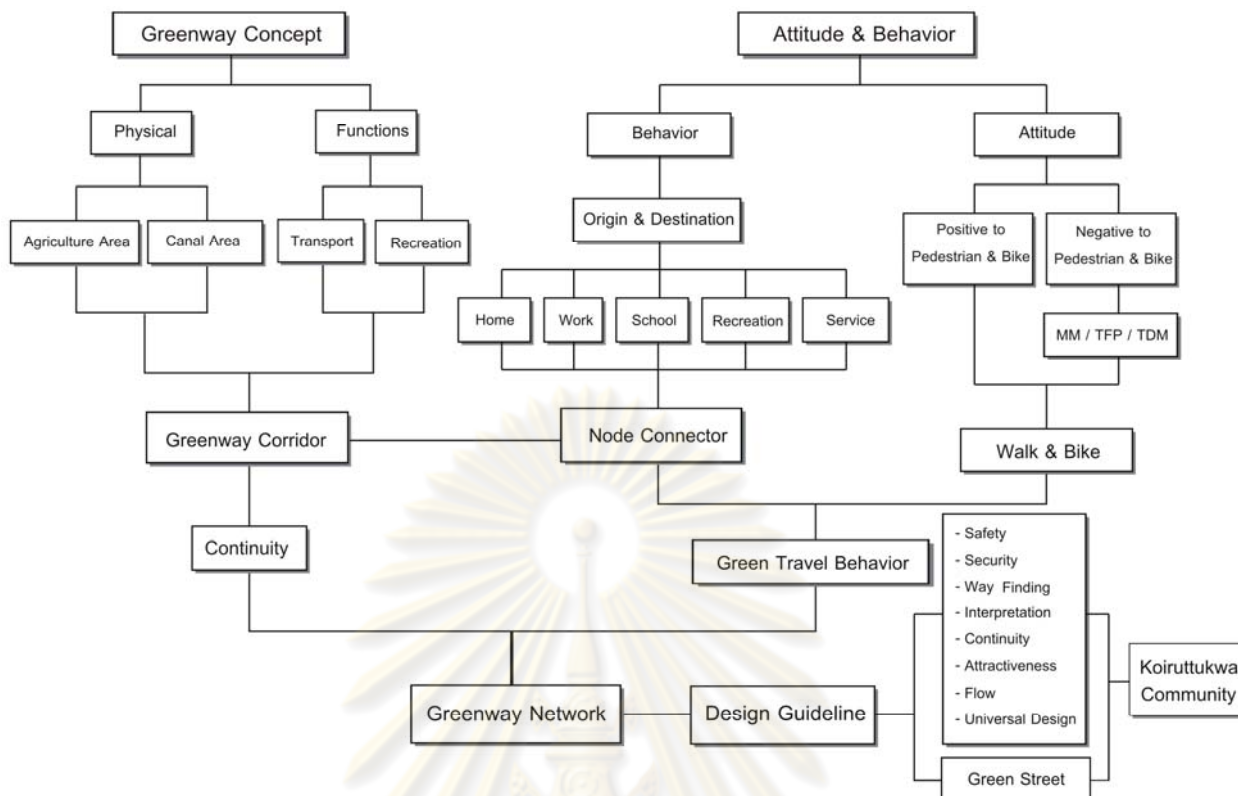 Greenway Concept
Attitude & Behavior
Physical
Functions
Behavior
Attitude
Agriculture Area
Canal Area
Transport
Recreation
Origin & Destination
Positive to
Pedestrian & Bike
Negative to
Pedestrian & Bike
Home
Work
School
Recreation
Service
MM / TFP / TDM
Greenway Corridor
Node Connector
Walk & Bike
Continuity
Green Travel Behavior
- Safety
- Security
- Way Finding
- Interpretation
- Continuity
- Attractiveness
- Flow
- Universal Design
Koiruttukwa
Community
Greenway Network
Design Guideline
Green Street